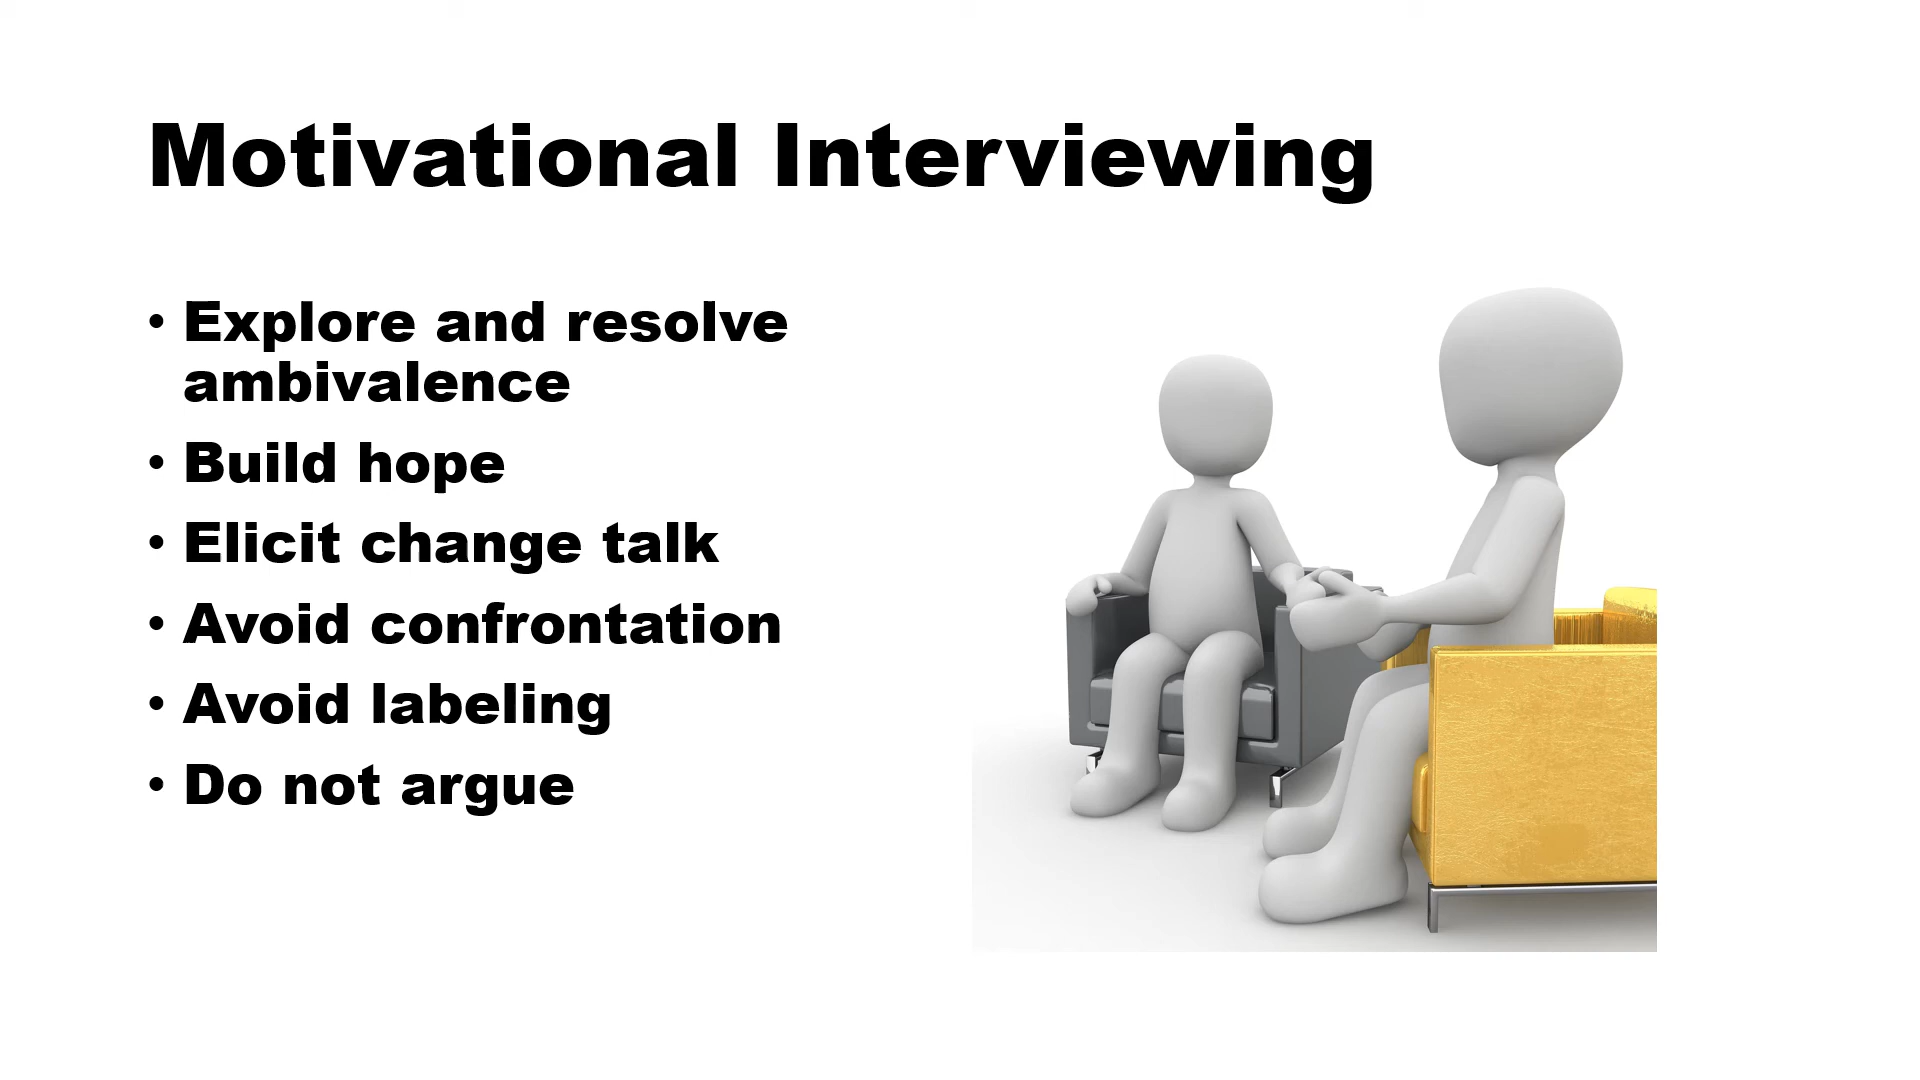 Motivational Interviewing
• Explore and resolve
ambivalence
• Build hope
• Elicit change talk
• Avoid confrontation
• Avoid labeling
• Do not argue